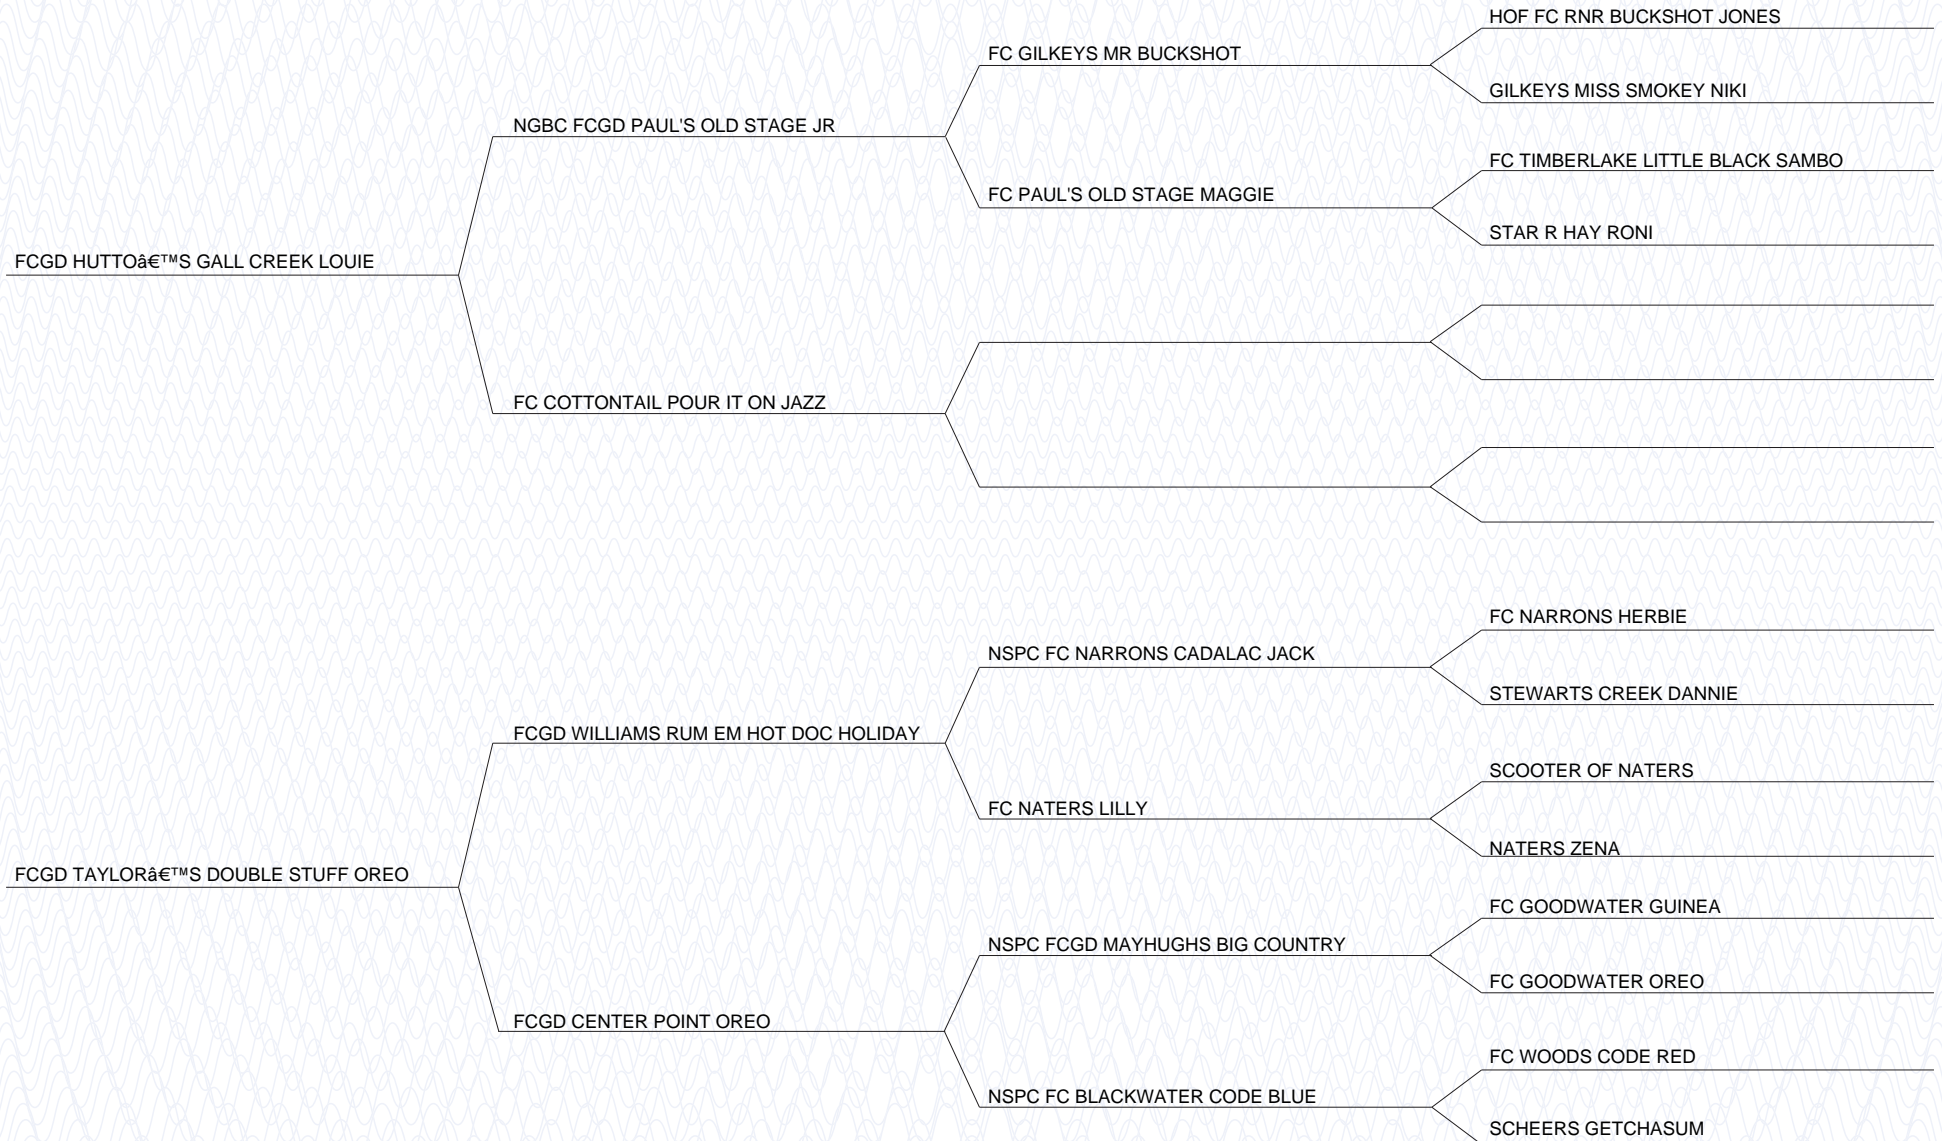 HOF FC RNR BUCKSHOT JONES
FC GILKEYS MR BUCKSHOT
GILKEYS MISS SMOKEY NIKI
NGBC FCGD PAUL'S OLD STAGE JR
FC TIMBERLAKE LITTLE BLACK SAMBO
FC PAUL'S OLD STAGE MAGGIE
STAR R HAY RONI
FCGD HUTTOâ€™S GALL CREEK LOUIE
FC COTTONTAIL POUR IT ON JAZZ
FC NARRONS HERBIE
NSPC FC NARRONS CADALAC JACK
STEWARTS CREEK DANNIE
FCGD WILLIAMS RUM EM HOT DOC HOLIDAY
SCOOTER OF NATERS
FC NATERS LILLY
NATERS ZENA
FCGD TAYLORâ€™S DOUBLE STUFF OREO
FC GOODWATER GUINEA
NSPC FCGD MAYHUGHS BIG COUNTRY
FC GOODWATER OREO
FCGD CENTER POINT OREO
FC WOODS CODE RED
NSPC FC BLACKWATER CODE BLUE
SCHEERS GETCHASUM